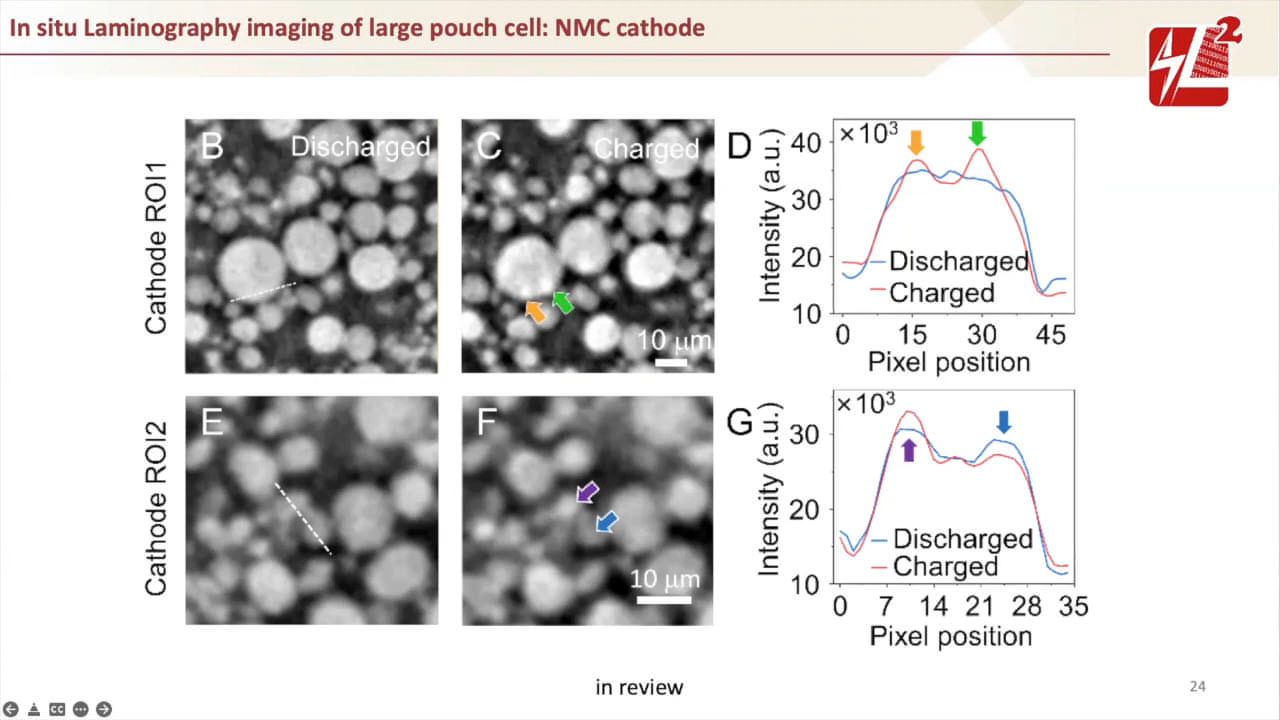 In situ Laminography imaging of large pouch cell: NMC cathode
L2
Cathode ROI1
B
Discharged
C
Charged
10 μm
D
×10³
Intensity (a.u.)
40
30
20
10
Discharged
Charged
0 15 30 45
Pixel position
Cathode ROI2
E
F
10 μm
G
×10³
Intensity (a.u.)
30
20
10
Discharged
Charged
0 7 14 21 28 35
Pixel position
in review
24
CC